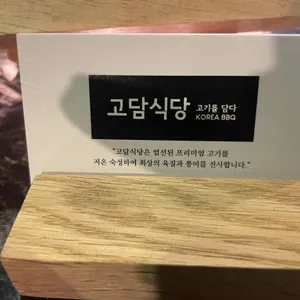 고담식당 고기를 담다
KOREA BBQ
"고담식당은 엄선된 프리미엄 고기를
저온 숙성하여 최상의 육질과 풍미를 선사합니다."